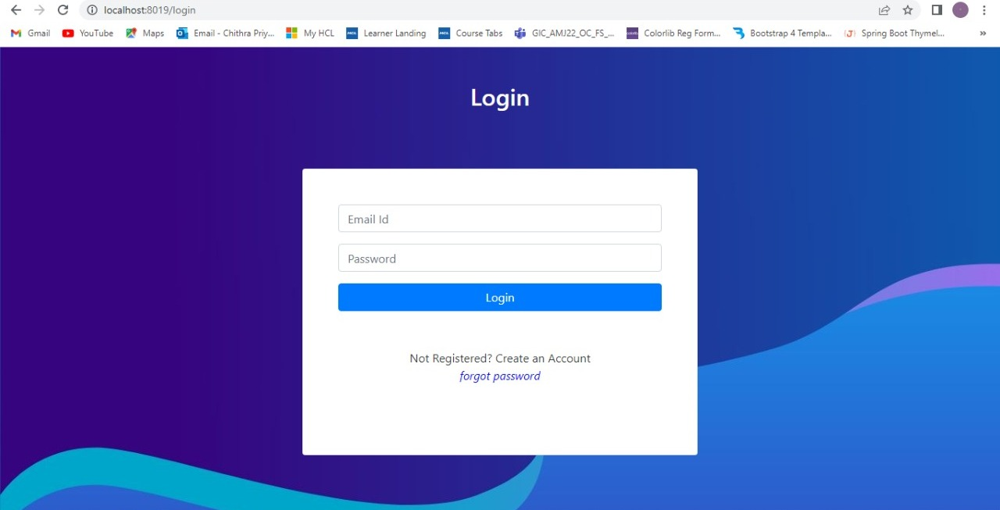 localhost:8019/login
Gmail YouTube Maps Email - Chithra Priy... My HCL Learner Landing Course Tabs GIC_AMJ22_OC_FS_... Colorlib Reg Form... Bootstrap 4 Templa... Spring Boot Thymel... »
Login
Email Id
Password
Login
Not Registered? Create an Account
forgot password